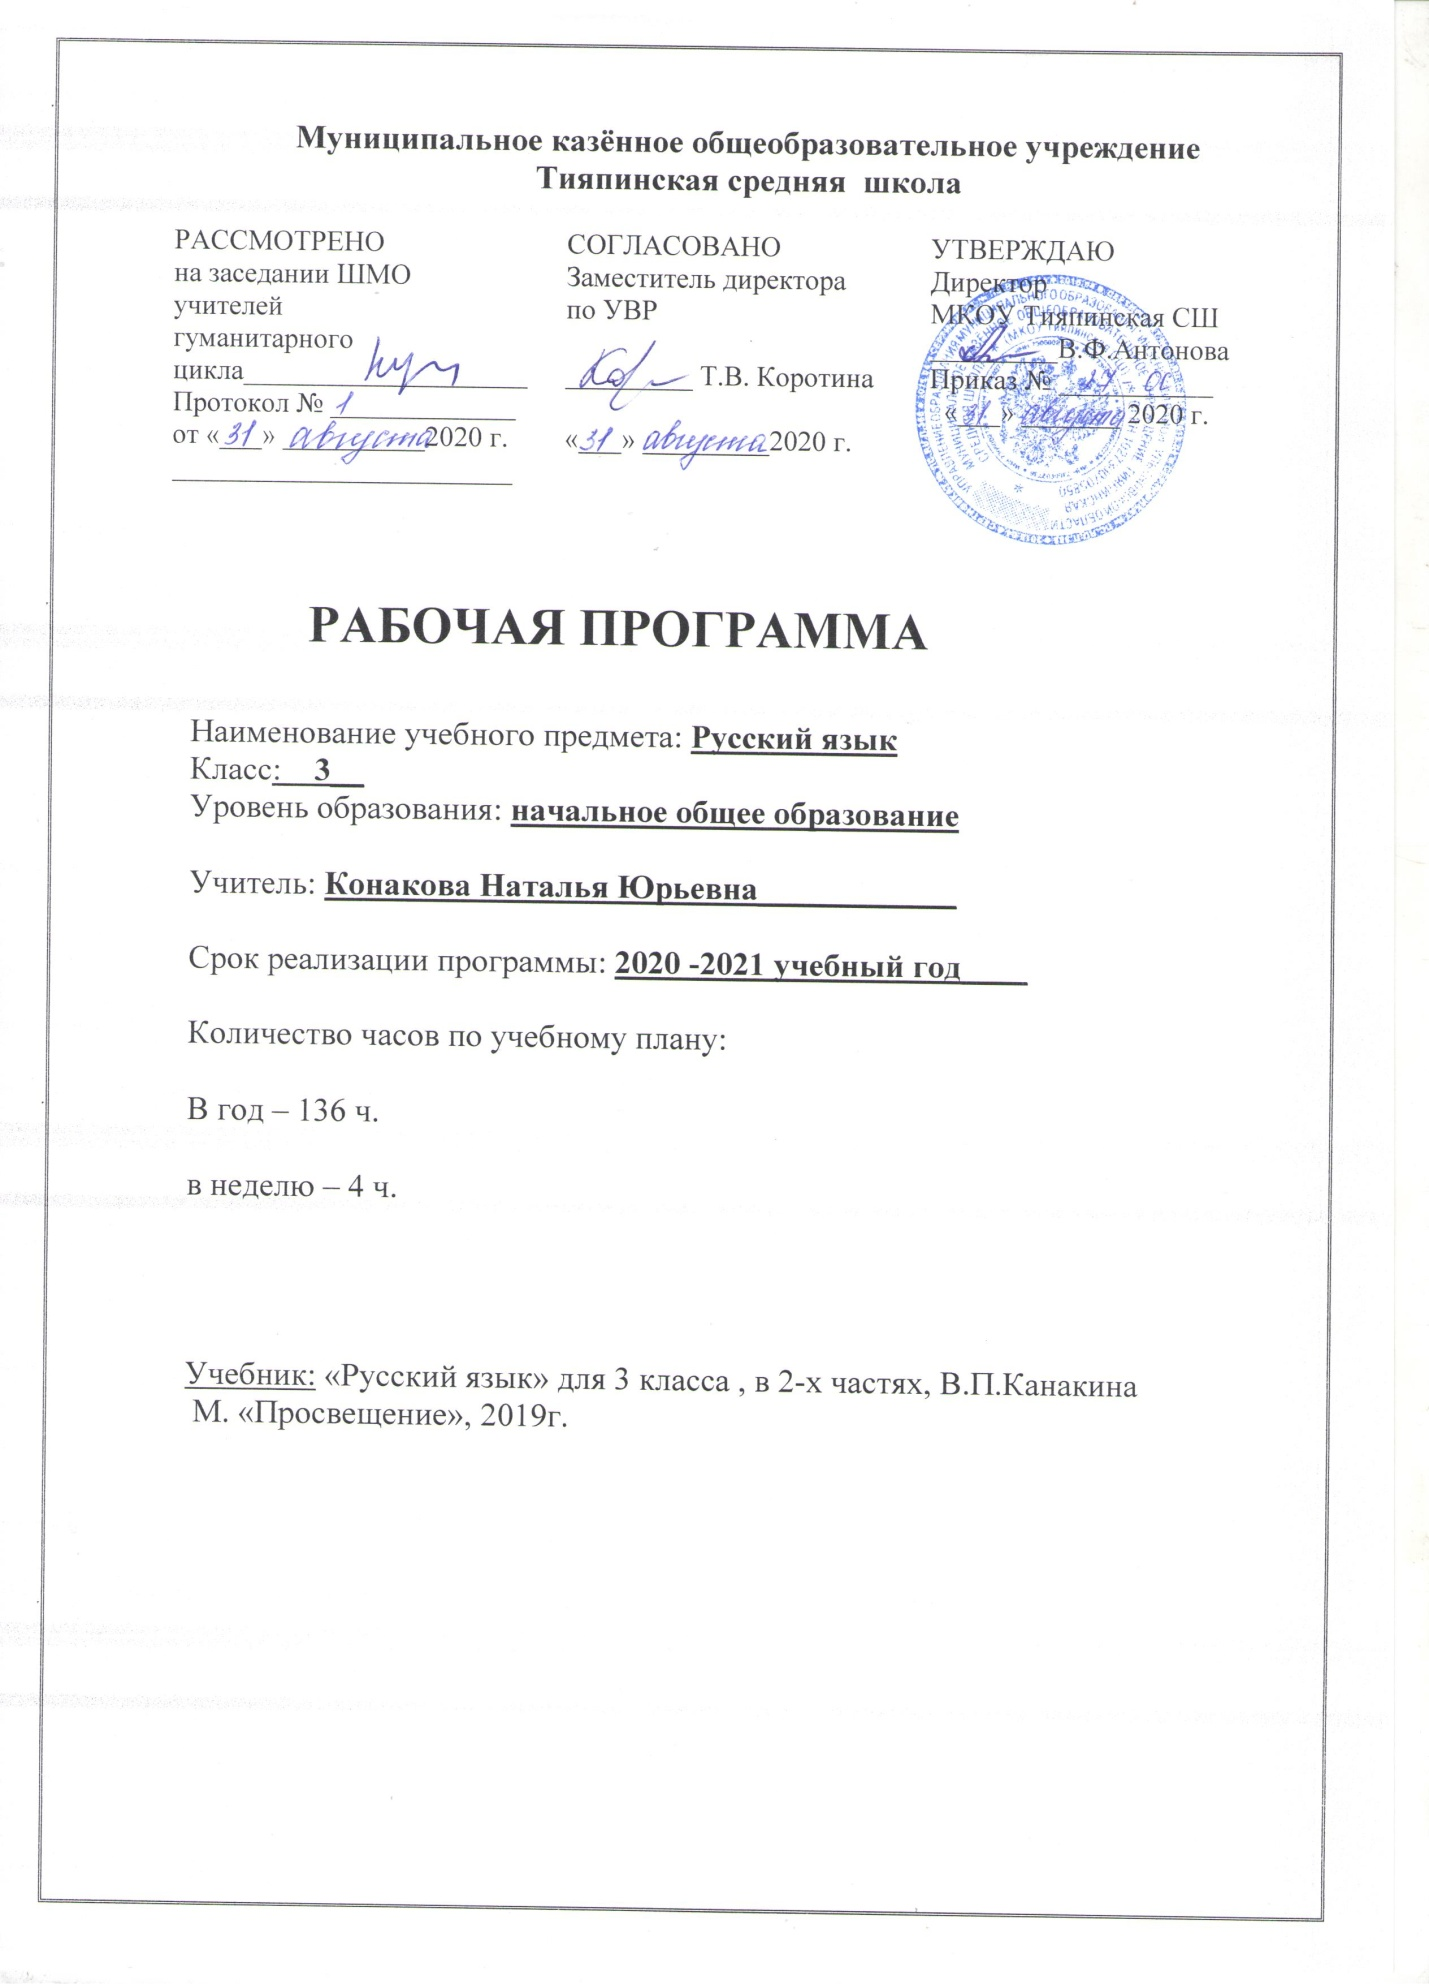 Муниципальное казённое общеобразовательное учреждение
Тияпинская средняя школа
РАССМОТРЕНО
на заседании ШМО
учителей
гуманитарного
цикла____________________
Протокол № 1_____________
от «31» августа 2020 г.
СОГЛАСОВАНО
Заместитель директора
по УВР
_________ Т.В. Коротина
«31» августа 2020 г.
УТВЕРЖДАЮ
Директор
МКОУ Тияпинская СШ
_________В.Ф.Антонова
Приказ №
«31» августа 2020 г.
РАБОЧАЯ ПРОГРАММА
Наименование учебного предмета: Русский язык
Класс: 3
Уровень образования: начальное общее образование
Учитель: Конакова Наталья Юрьевна
Срок реализации программы: 2020 -2021 учебный год
Количество часов по учебному плану:
В год – 136 ч.
в неделю – 4 ч.
Учебник: «Русский язык» для 3 класса , в 2-х частях, В.П.Канакина
М. «Просвещение», 2019г.